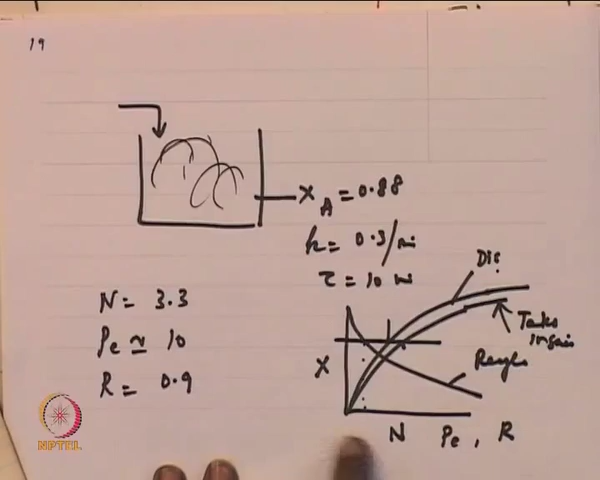 19
X_A = 0.88
k = 0.3/min
τ = 10 min
N = 3.3
Pe ≃ 10
R = 0.9
Dis
Tanks
in series
Recycle
X
N Pe, R
NPTEL